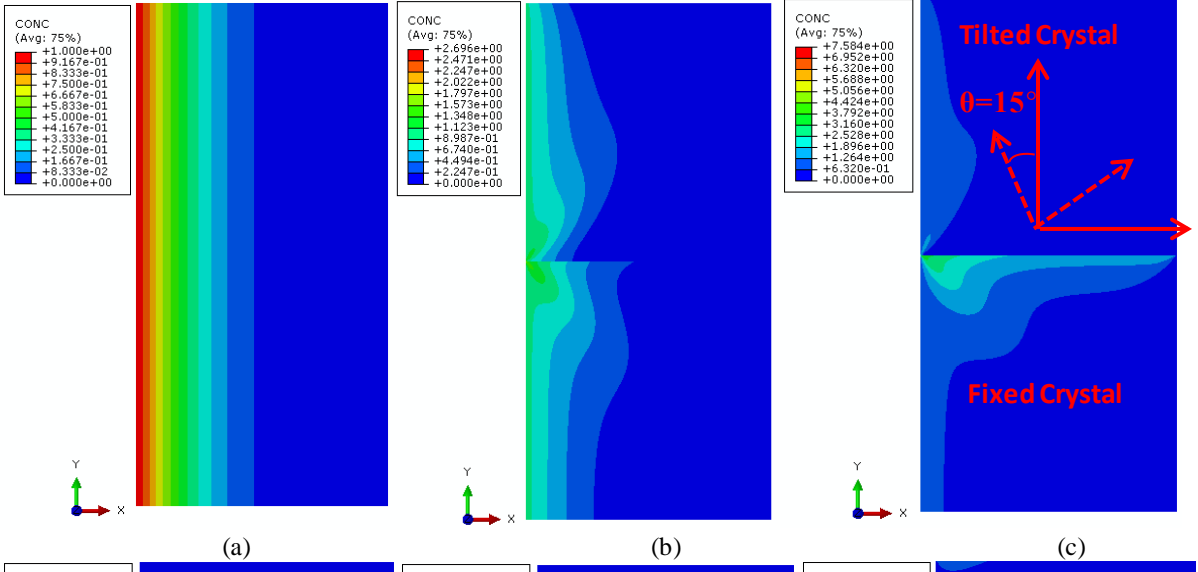 CONC
(Avg: 75%)
+1.000e+00
+9.167e-01
+8.333e-01
+7.500e-01
+6.667e-01
+5.833e-01
+5.000e-01
+4.167e-01
+3.333e-01
+2.500e-01
+1.667e-01
+8.333e-02
+0.000e+00
Y
X
(a)
CONC
(Avg: 75%)
+2.696e+00
+2.471e+00
+2.247e+00
+2.022e+00
+1.797e+00
+1.573e+00
+1.348e+00
+1.123e+00
+8.987e-01
+6.740e-01
+4.494e-01
+2.247e-01
+0.000e+00
Y
X
(b)
CONC
(Avg: 75%)
+7.584e+00
+6.952e+00
+6.320e+00
+5.688e+00
+5.056e+00
+4.424e+00
+3.792e+00
+3.160e+00
+2.528e+00
+1.896e+00
+1.264e+00
+6.320e-01
+0.000e+00
Tilted Crystal
θ=15°
Fixed Crystal
Y
X
(c)